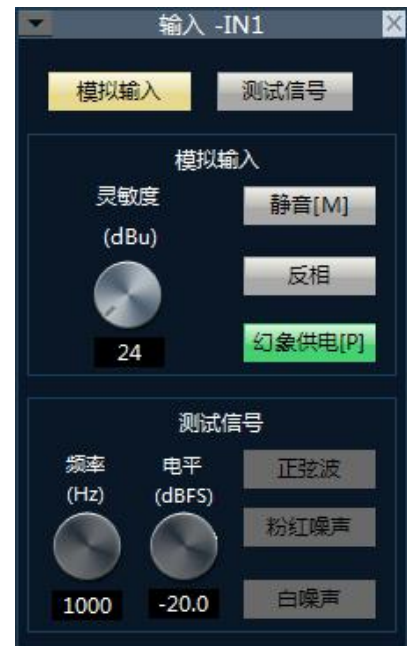 输入 -IN1
模拟输入 测试信号
模拟输入
灵敏度
(dBu)
24
静音[M]
反相
幻象供电[P]
测试信号
频率
(Hz)
1000
电平
(dBFS)
-20.0
正弦波
粉红噪声
白噪声